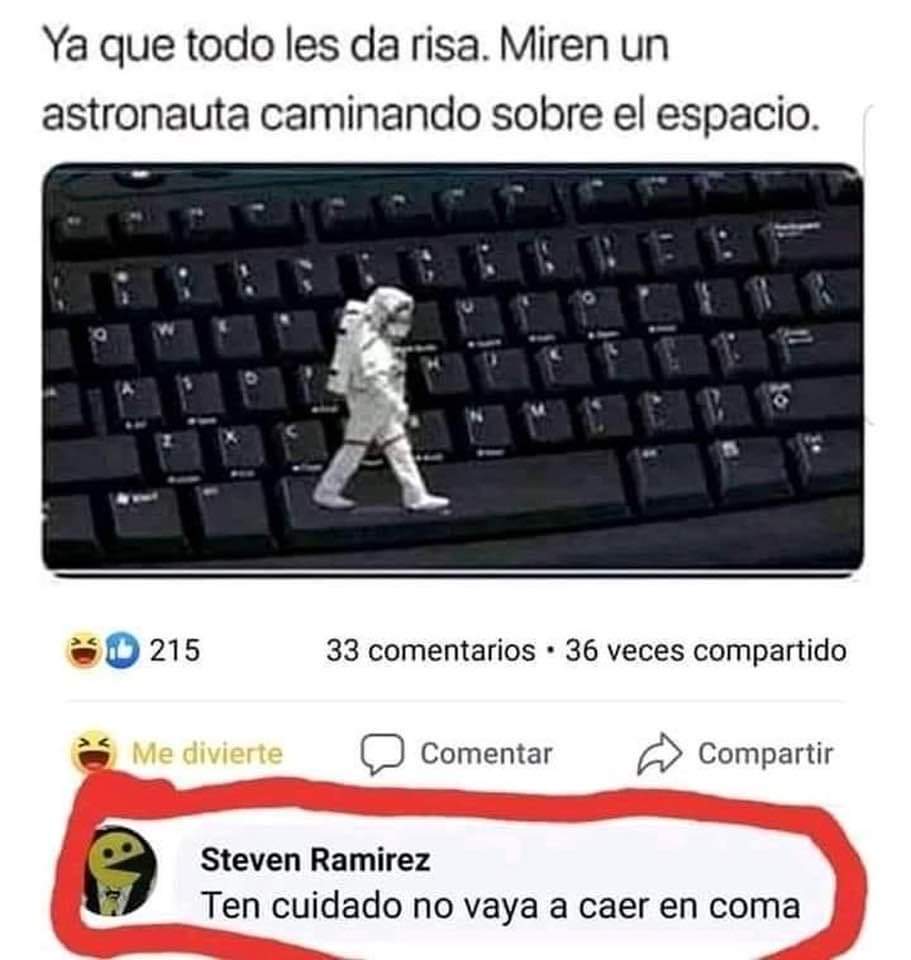 Ya que todo les da risa. Miren un
astronauta caminando sobre el espacio.
Q W
U O P
A S D
H J
Z X C N M
215 33 comentarios • 36 veces compartido
Me divierte Comentar Compartir
Steven Ramirez
Ten cuidado no vaya a caer en coma